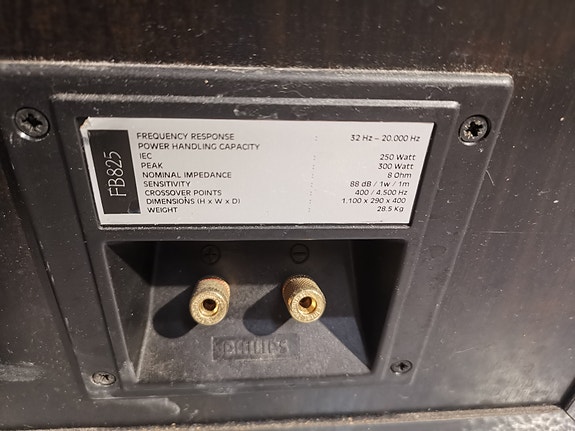 FB825
FREQUENCY RESPONSE : 32 Hz – 20.000 Hz
POWER HANDLING CAPACITY
IEC : 250 Watt
PEAK : 300 Watt
NOMINAL IMPEDANCE : 8 Ohm
SENSITIVITY : 88 dB / 1w / 1m
CROSSOVER POINTS : 400 / 4.500 Hz
DIMENSIONS (H x W x D) : 1.100 x 290 x 400
WEIGHT : 28.5 Kg
+ −
PHILIPS